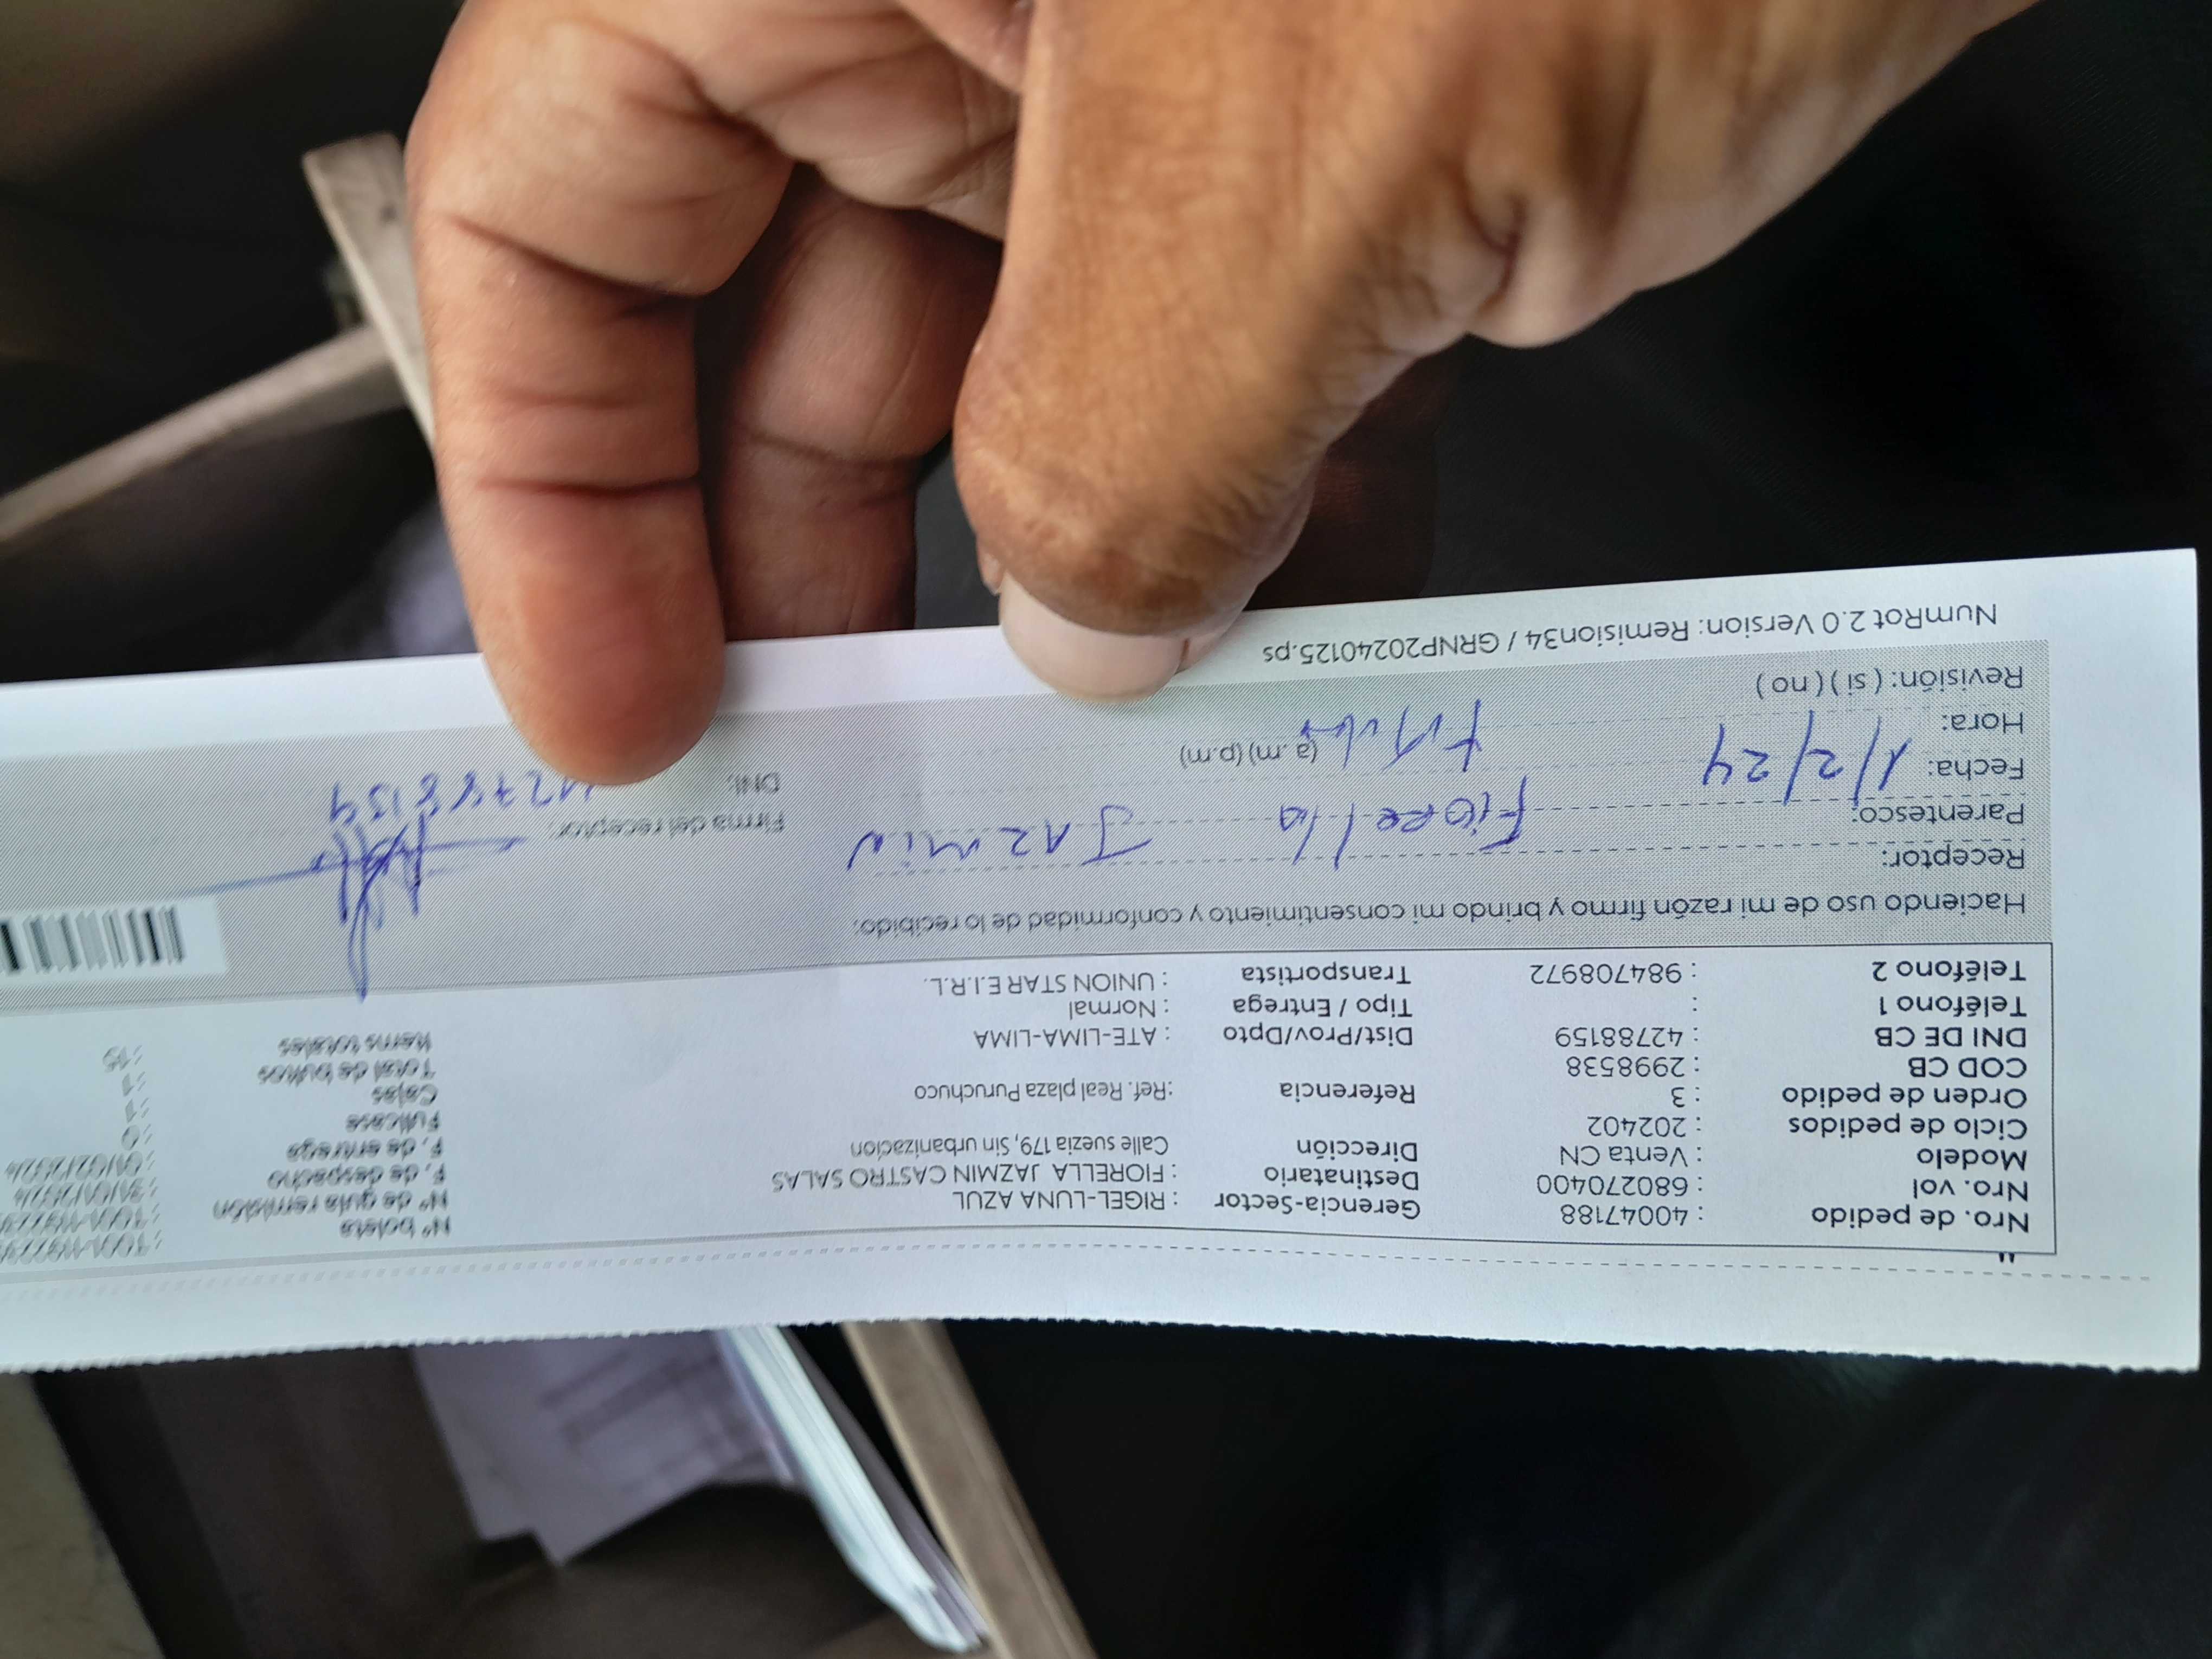 Nro. de pedido : 40047188 Gerencia-Sector : RIGEL-LUNA AZUL Nº boleta
Nro. vol : 680270400 Destinatario : FIORELLA JAZMIN CASTRO SALAS Nº de guía remisión
Modelo : Venta CN Dirección Calle suezia 179, Sin urbanizacion F. de despacho
Ciclo de pedidos : 202402 F. de entrega
Orden de pedido : 3 Referencia :Ref. Real plaza Puruchuco Fullcase : 0
COD CB : 2998538 Cajas : 1
DNI DE CB : 42788159 Dist/Prov/Dpto : ATE-LIMA-LIMA Total de bultos : 1
Teléfono 1 : Tipo / Entrega : Normal Items totales
Teléfono 2 : 984708972 Transportista : UNION STAR E.I.R.L.
Haciendo uso de mi razón firmo y brindo mi consentimiento y conformidad de lo recibido:
Receptor: Fiorella Jazmin
Parentesco: Firma del receptor:
Fecha: 1/2/24 DNI:
Hora: (a.m) (p.m)
Revisión: ( si ) ( no )
NumRot 2.0 Version: Remision34 / GRNP20240125.ps